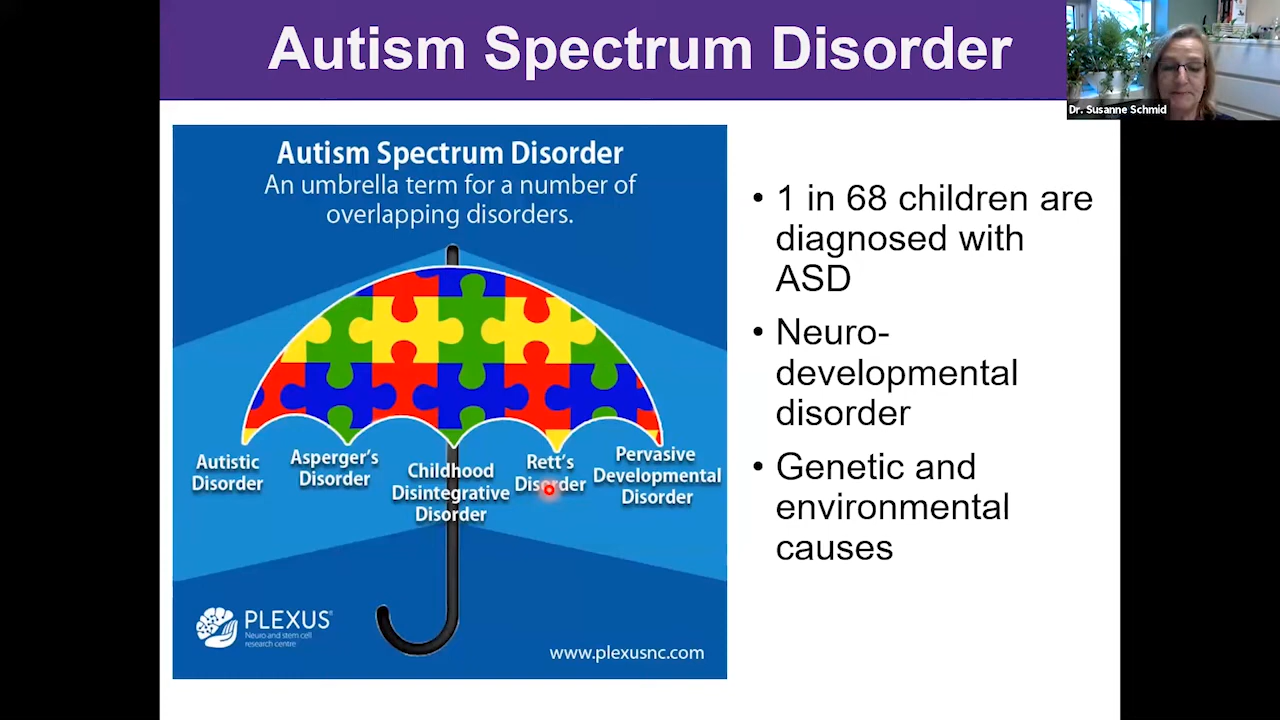 Autism Spectrum Disorder
Dr. Susanne Schmid
Autism Spectrum Disorder
An umbrella term for a number of
overlapping disorders.
Autistic
Disorder
Asperger's
Disorder
Childhood
Disintegrative
Disorder
Rett's
Disorder
Pervasive
Developmental
Disorder
PLEXUS
Neuro and stem cell
research centre
www.plexusnc.com
• 1 in 68 children are
diagnosed with
ASD
• Neuro-
developmental
disorder
• Genetic and
environmental
causes